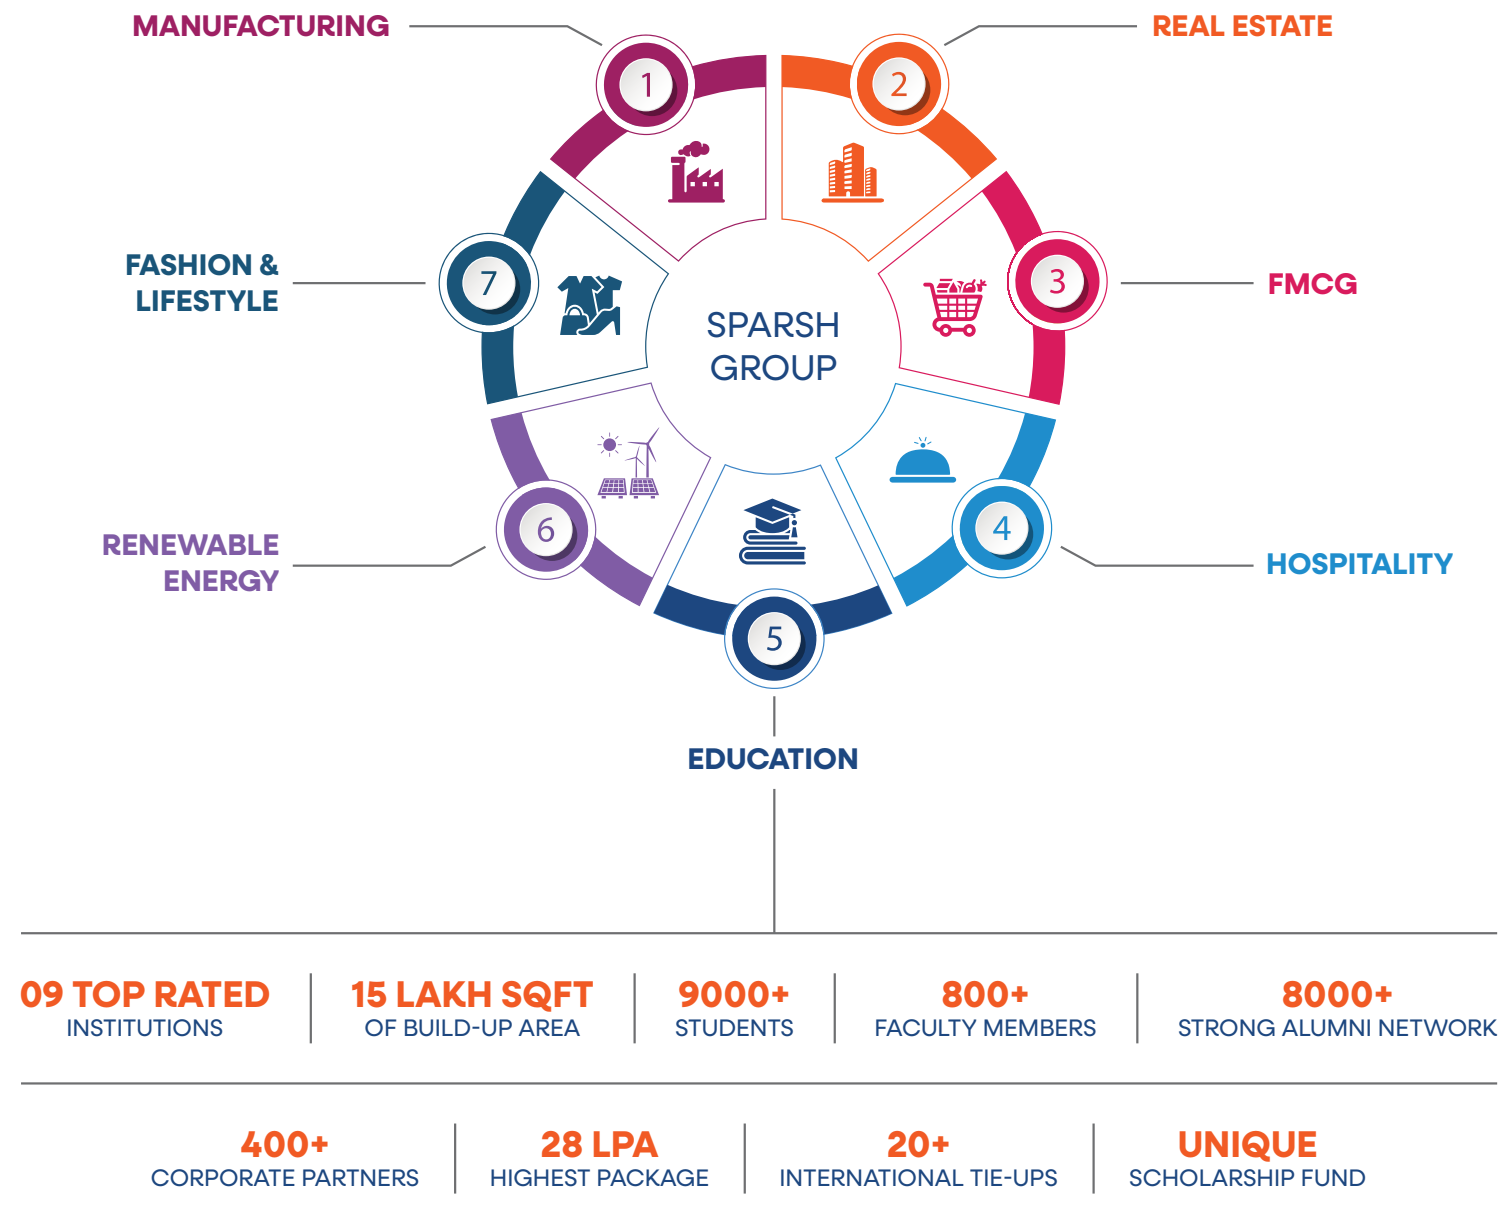 MANUFACTURING
1
2
REAL ESTATE
FASHION &
LIFESTYLE
7
3
FMCG
SPARSH
GROUP
RENEWABLE
ENERGY
6
4
HOSPITALITY
5
EDUCATION
09 TOP RATED
INSTITUTIONS
15 LAKH SQFT
OF BUILD-UP AREA
9000+
STUDENTS
800+
FACULTY MEMBERS
8000+
STRONG ALUMNI NETWORK
400+
CORPORATE PARTNERS
28 LPA
HIGHEST PACKAGE
20+
INTERNATIONAL TIE-UPS
UNIQUE
SCHOLARSHIP FUND